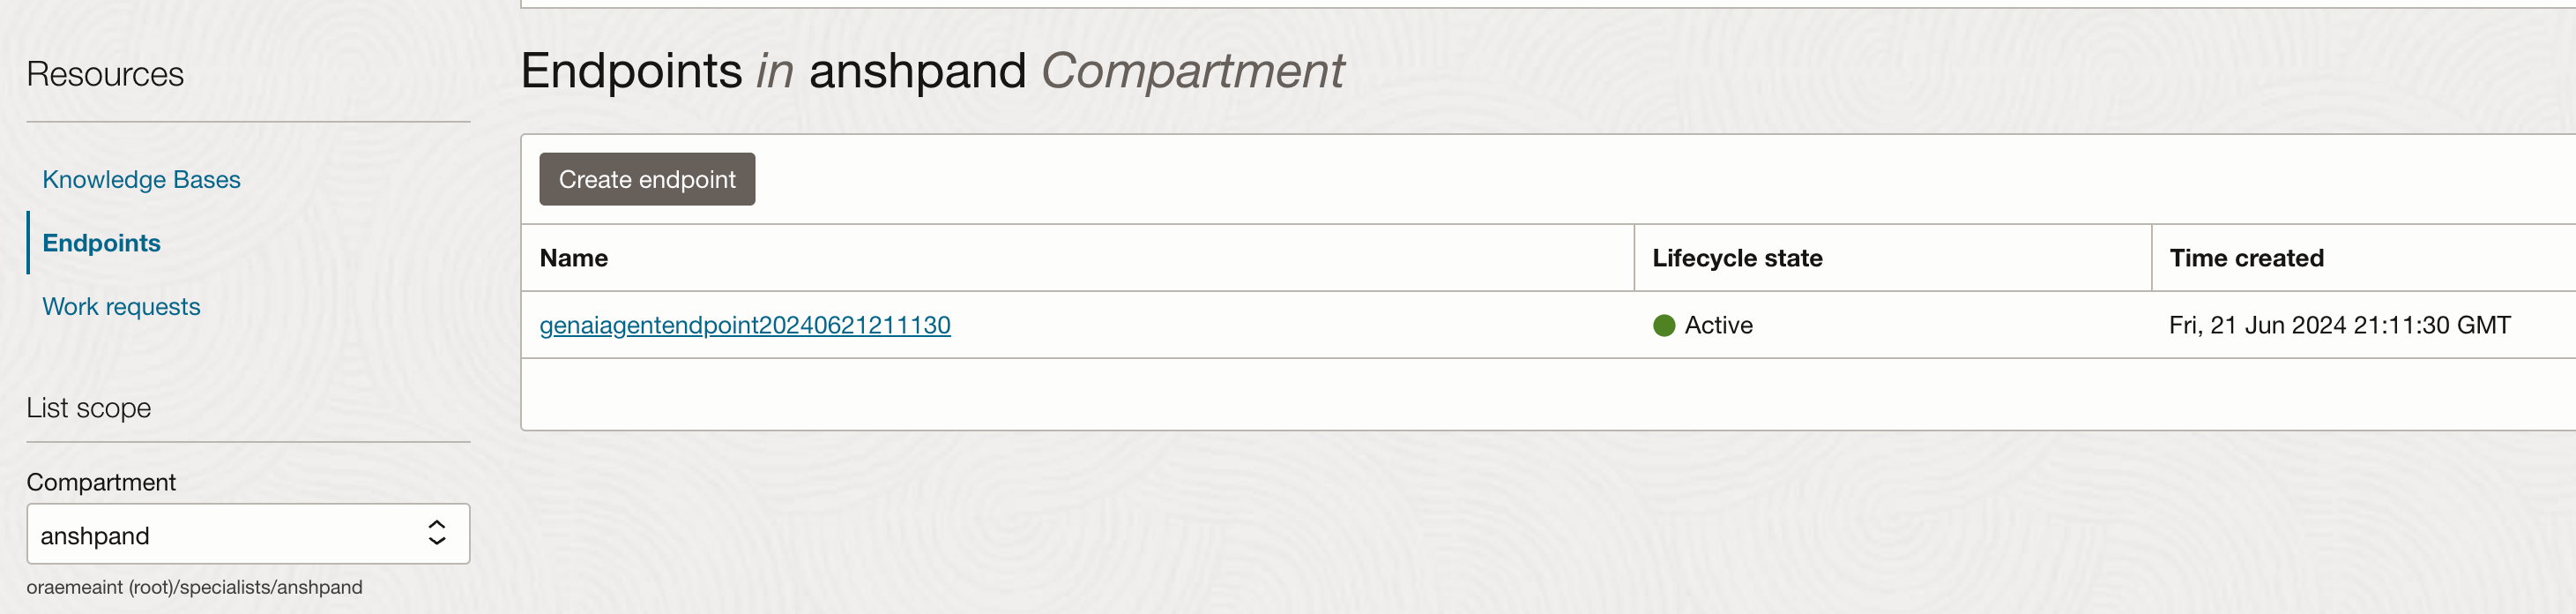 Resources
Knowledge Bases
Endpoints
Work requests
List scope
Compartment
anshpand
oraemeaint (root)/specialists/anshpand
Endpoints in anshpand Compartment
Create endpoint
Name Lifecycle state Time created
genaiagentendpoint20240621211130 Active Fri, 21 Jun 2024 21:11:30 GMT